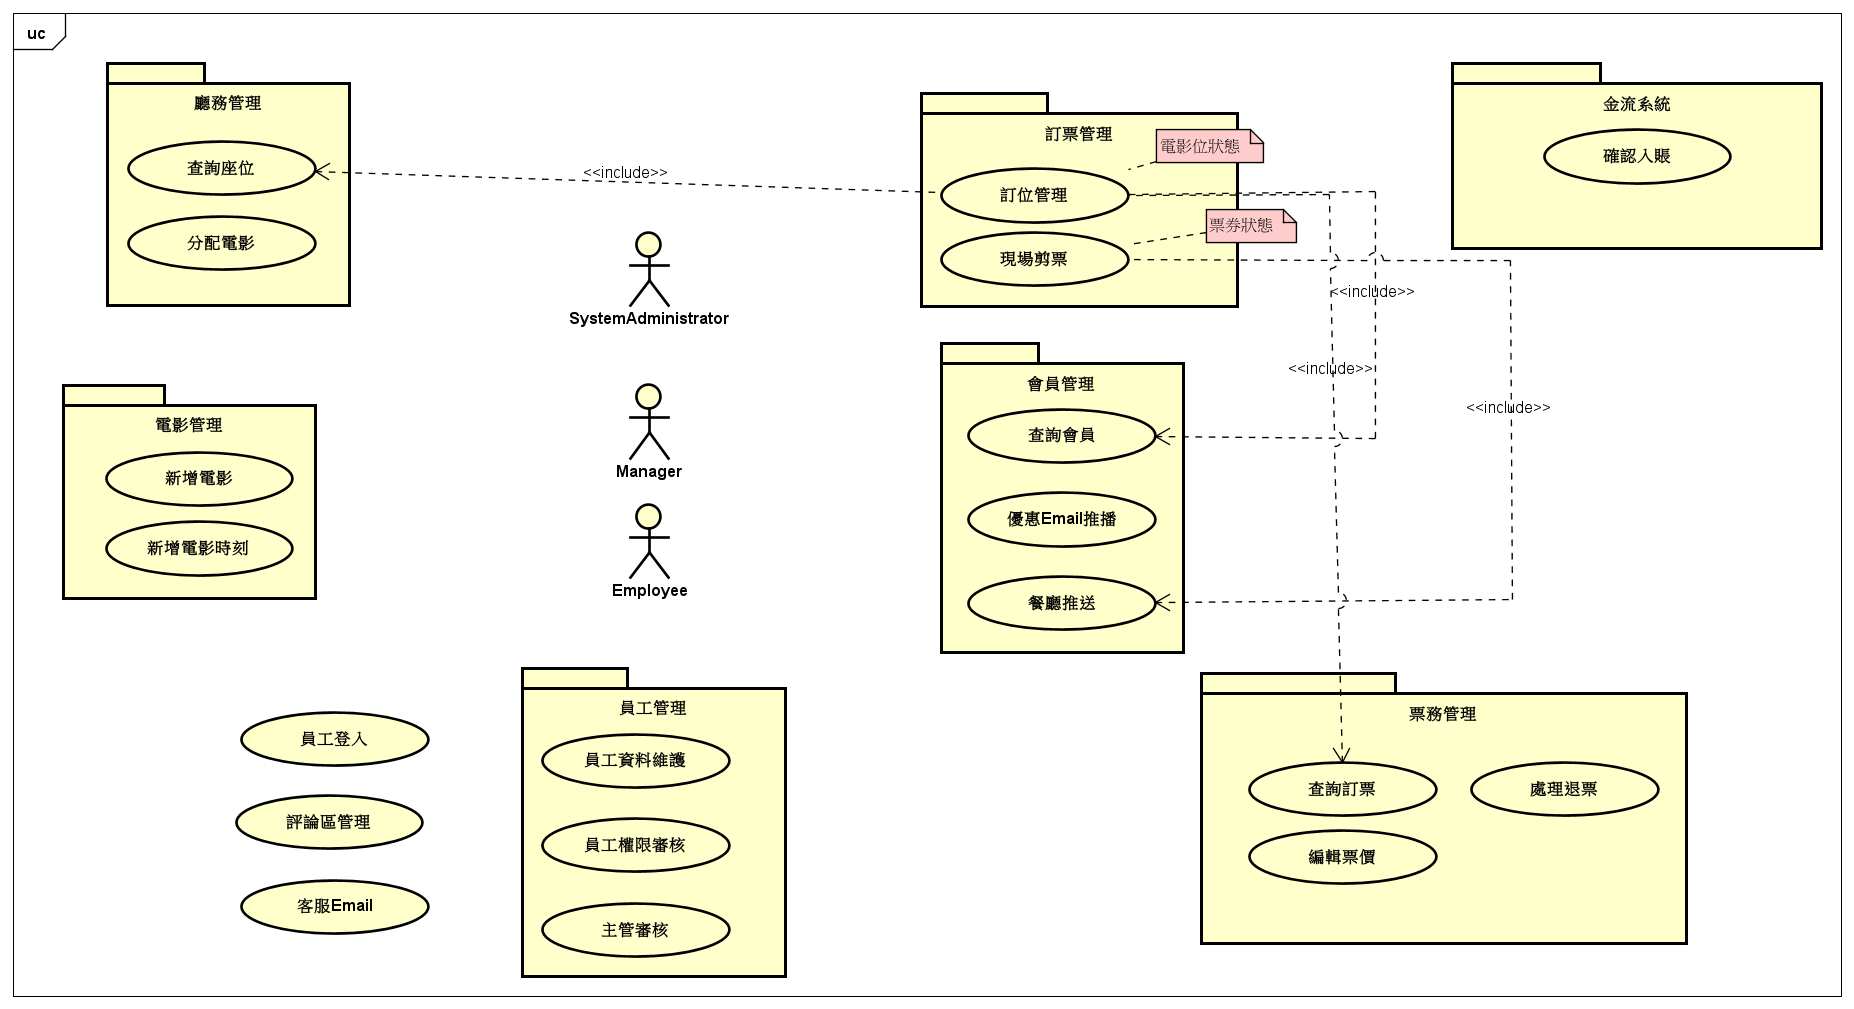 uc
廳務管理
查詢座位
分配電影
<<include>>
訂票管理
電影位狀態
訂位管理
票券狀態
現場剪票
金流系統
確認入賬
SystemAdministrator
<<include>>
<<include>>
<<include>>
電影管理
新增電影
新增電影時刻
Manager
Employee
會員管理
查詢會員
優惠Email推播
餐廳推送
員工登入
評論區管理
客服Email
員工管理
員工資料維護
員工權限審核
主管審核
票務管理
查詢訂票
處理退票
編輯票價